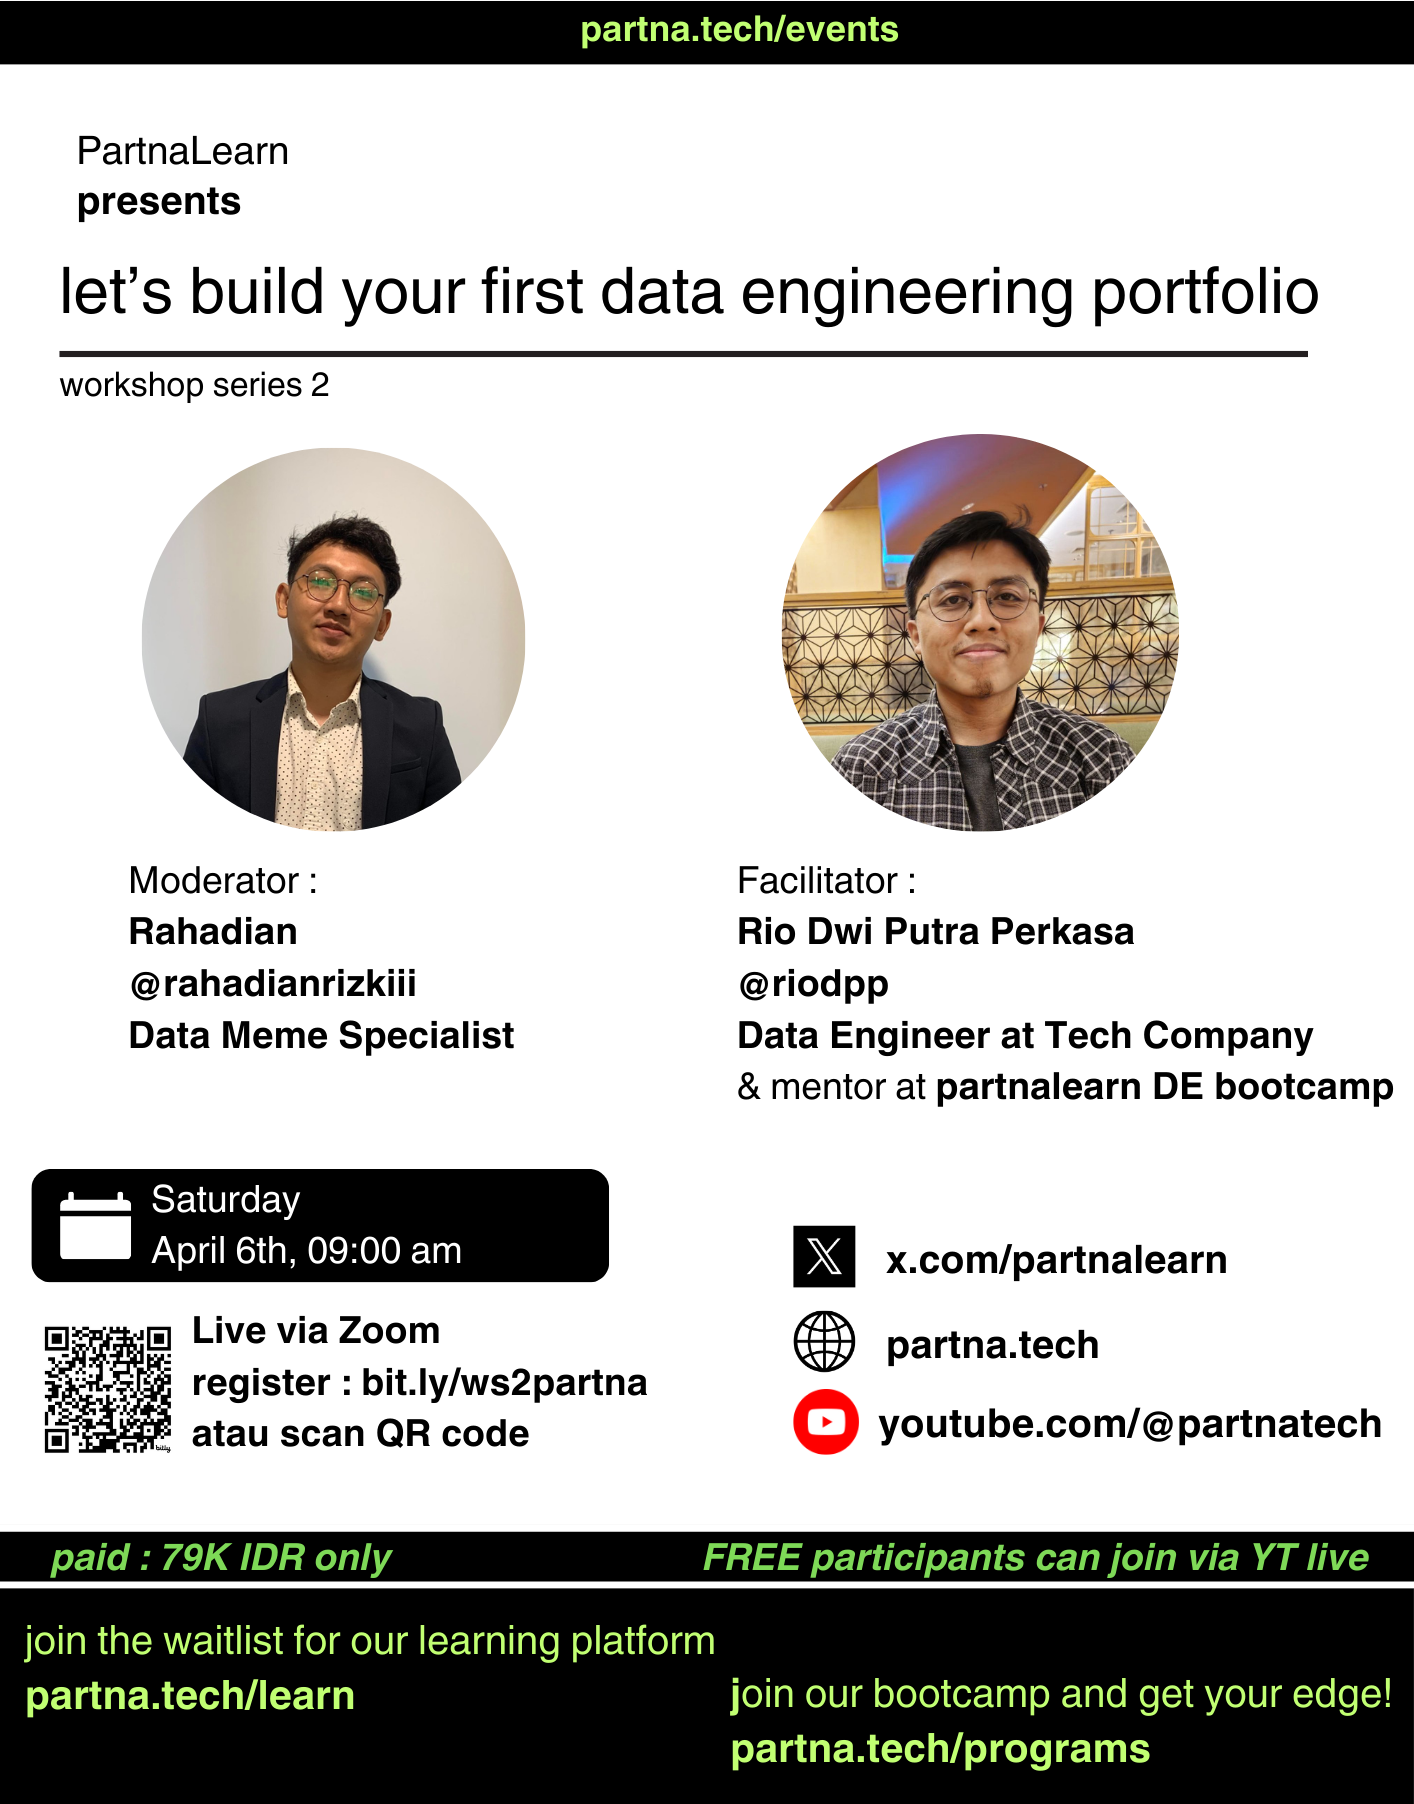 partna.tech/events
PartnaLearn
presents
let's build your first data engineering portfolio
workshop series 2
Moderator :
Rahadian
@rahadianrizkiii
Data Meme Specialist
Facilitator :
Rio Dwi Putra Perkasa
@riodpp
Data Engineer at Tech Company
& mentor at partnalearn DE bootcamp
Saturday
April 6th, 09:00 am
Live via Zoom
register : bit.ly/ws2partna
atau scan QR code
bitly
x.com/partnalearn
partna.tech
youtube.com/@partnatech
paid : 79K IDR only
FREE participants can join via YT live
join the waitlist for our learning platform
partna.tech/learn
join our bootcamp and get your edge!
partna.tech/programs